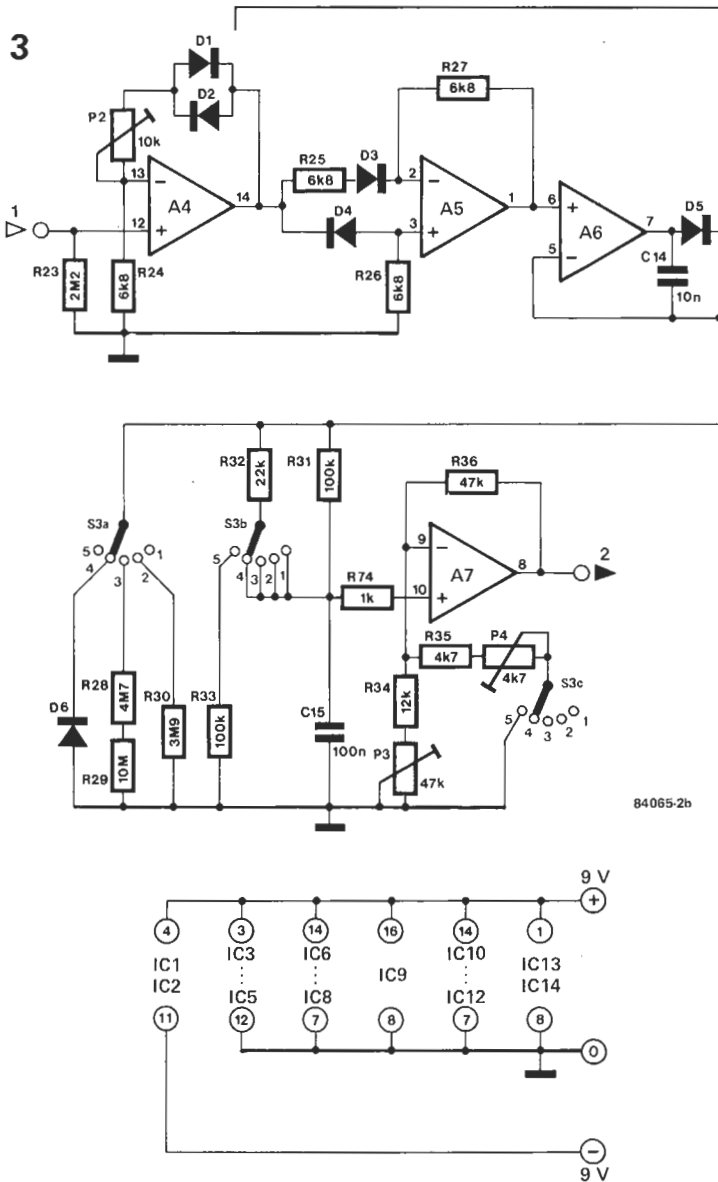 3
D1
D2
P2
10k
13
−
12
+
A4
14
1
R23
2M2
R24
6k8
R25
6k8
D3
D4
R26
6k8
R27
6k8
2
−
3
+
A5
1
6
+
5
−
A6
7
D5
C14
10n
R32
22k
R31
100k
R36
47k
S3a
5
4
3
2
1
S3b
5
4
3
2
1
R74
1k
9
−
10
+
A7
8
2
R35
4k7
P4
4k7
S3c
5
4
3
2
1
R34
12k
P3
47k
D6
R28
4M7
R29
10M
R30
3M9
R33
100k
C15
100n
84065-2b
9 V
+
4
3
14
16
14
1
IC1
IC2
IC3
IC5
IC6
IC8
IC9
IC10
IC12
IC13
IC14
11
12
7
8
7
8
0
−
9 V